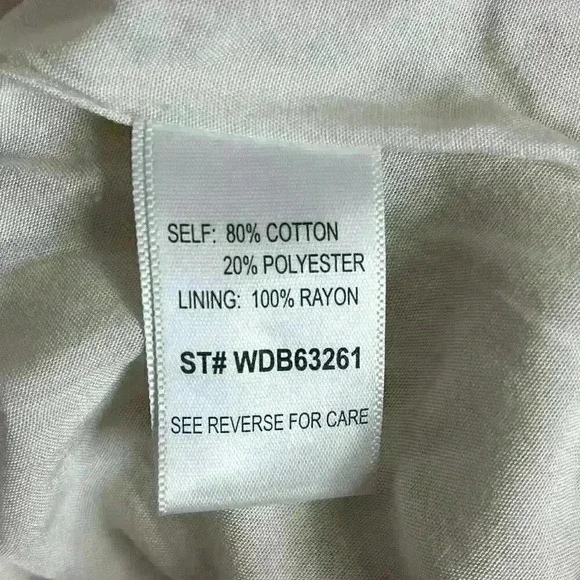 SELF: 80% COTTON
20% POLYESTER
LINING: 100% RAYON
ST# WDB63261
SEE REVERSE FOR CARE